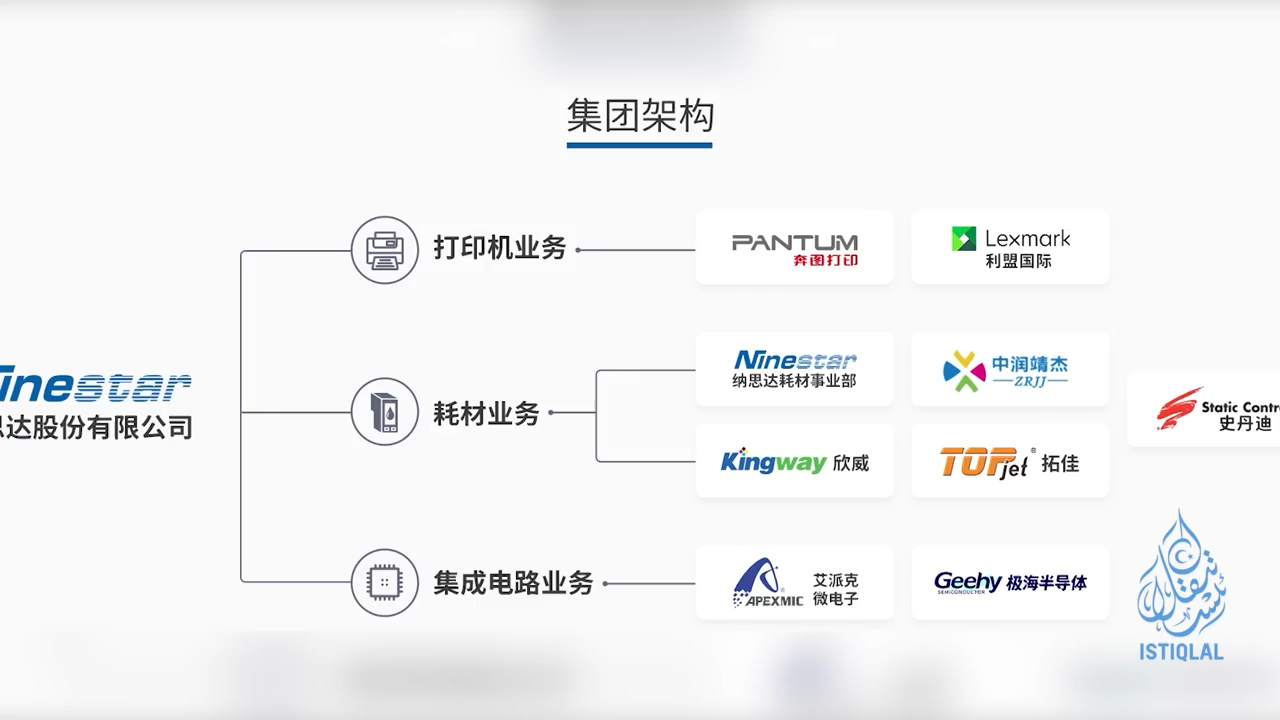 集团架构
打印机业务
PANTUM
奔图打印
Lexmark
利盟国际
Ninestar
思达股份有限公司
耗材业务
Ninestar
纳思达耗材事业部
中润靖杰
ZRJJ
Static Contr
史丹迪
Kingway 欣威
TOPjet® 拓佳
集成电路业务
APEXMIC
艾派克
微电子
Geehy 极海半导体
SEMICONDUCTOR
ئىستىقلال
ISTIQLAL